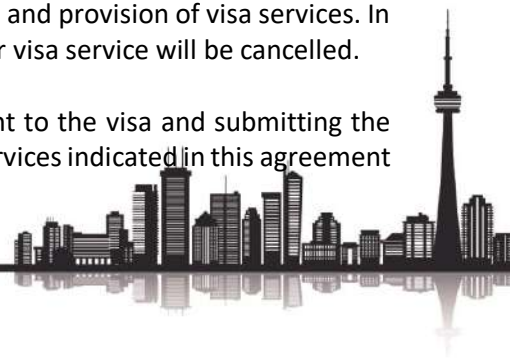 and provision of visa services. In
r visa service will be cancelled.
nt to the visa and submitting the
rvices indicated in this agreement